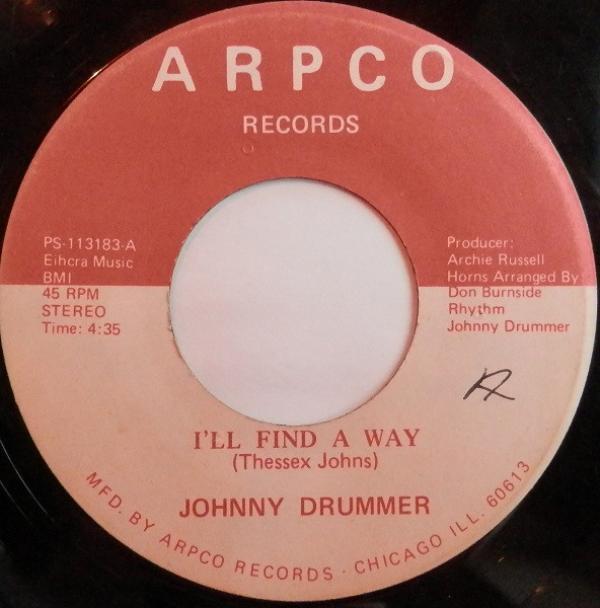 ARPCO
RECORDS
PS-113183-A
Eihcra Music
BMI
45 RPM
STEREO
Time: 4:35
Producer:
Archie Russell
Horns Arranged By:
Don Burnside
Rhythm
Johnny Drummer
I'LL FIND A WAY
(Thessex Johns)
JOHNNY DRUMMER
MFD. BY ARPCO RECORDS · CHICAGO ILL. 60613